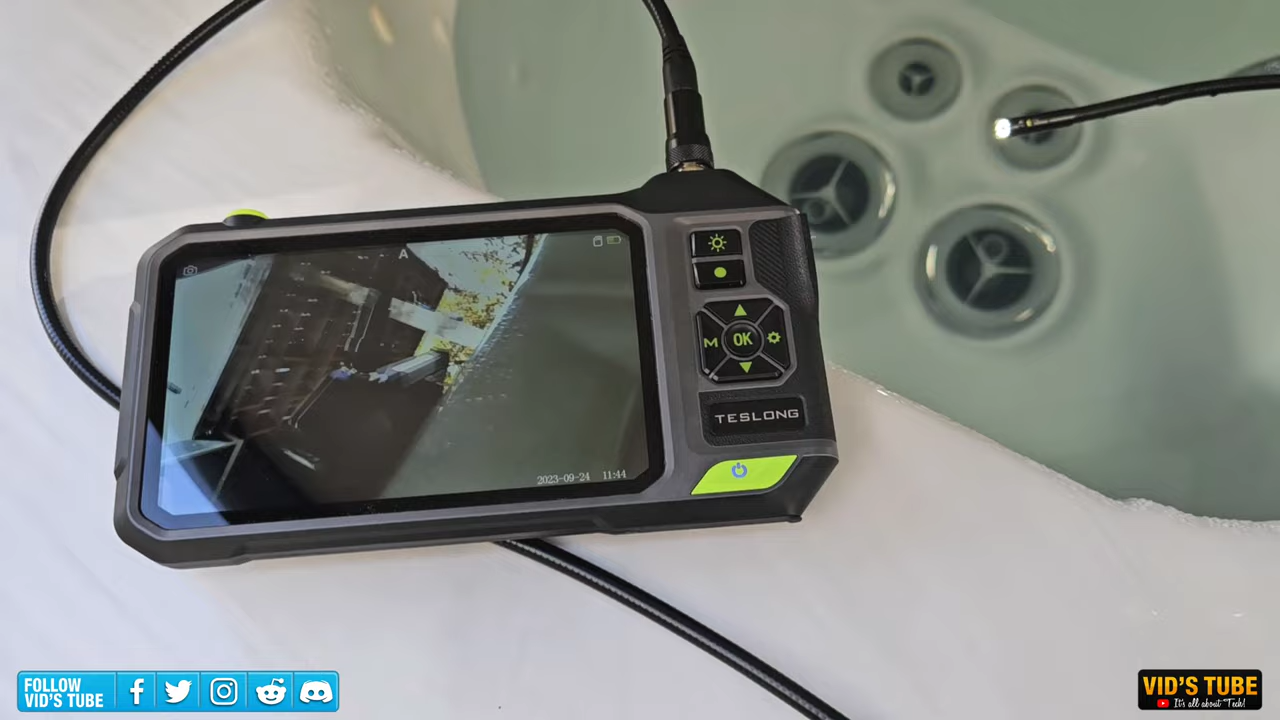 A
2023-09-24 11:44
M
OK
TESLONG
FOLLOW
VID'S TUBE
VID'S TUBE
It's all about "Tech!